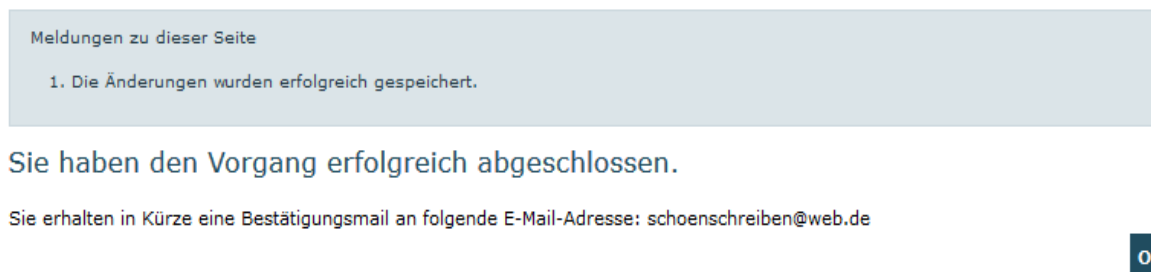 Meldungen zu dieser Seite
1. Die Änderungen wurden erfolgreich gespeichert.
Sie haben den Vorgang erfolgreich abgeschlossen.
Sie erhalten in Kürze eine Bestätigungsmail an folgende E-Mail-Adresse: schoenschreiben@web.de